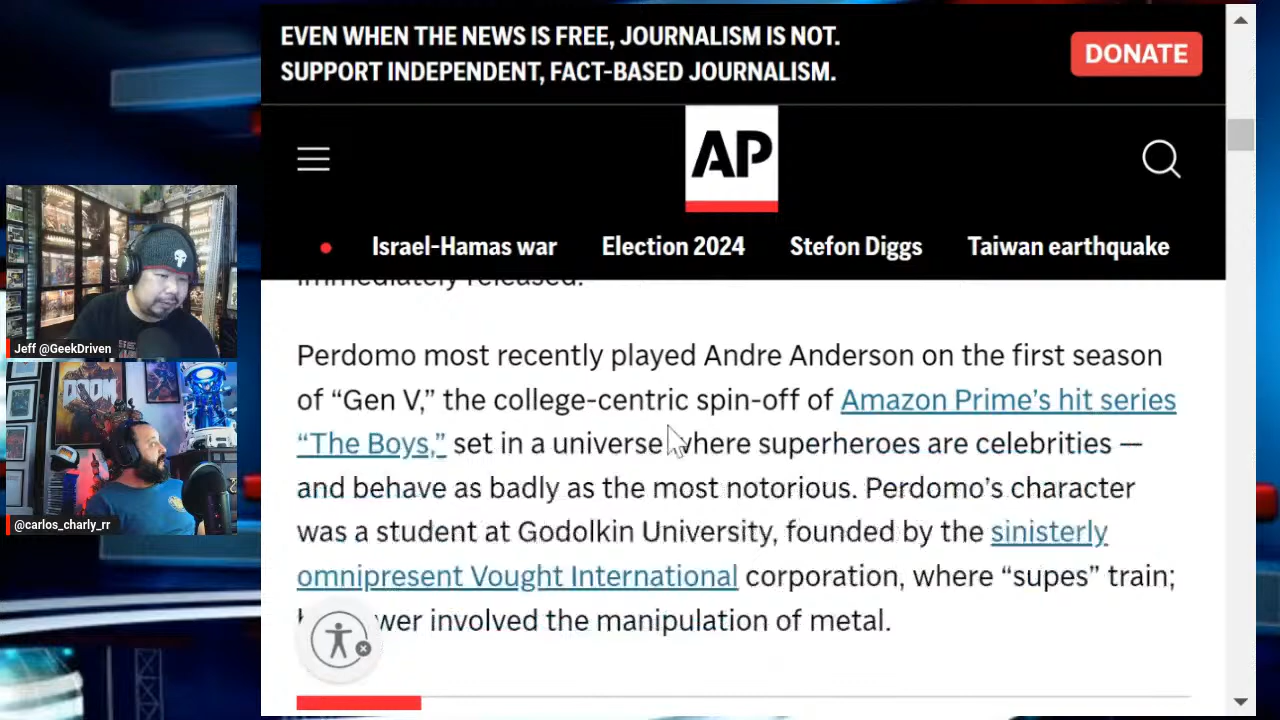 EVEN WHEN THE NEWS IS FREE, JOURNALISM IS NOT.
SUPPORT INDEPENDENT, FACT-BASED JOURNALISM.
DONATE
AP
Israel-Hamas war
Election 2024
Stefon Diggs
Taiwan earthquake
immediately released.
Perdomo most recently played Andre Anderson on the first season
of “Gen V,” the college-centric spin-off of Amazon Prime’s hit series
“The Boys,” set in a universe where superheroes are celebrities —
and behave as badly as the most notorious. Perdomo’s character
was a student at Godolkin University, founded by the sinisterly
omnipresent Vought International corporation, where “supes” train;
involved the manipulation of metal.
Jeff @GeekDriven
DOOM
@carlos_charly_rr